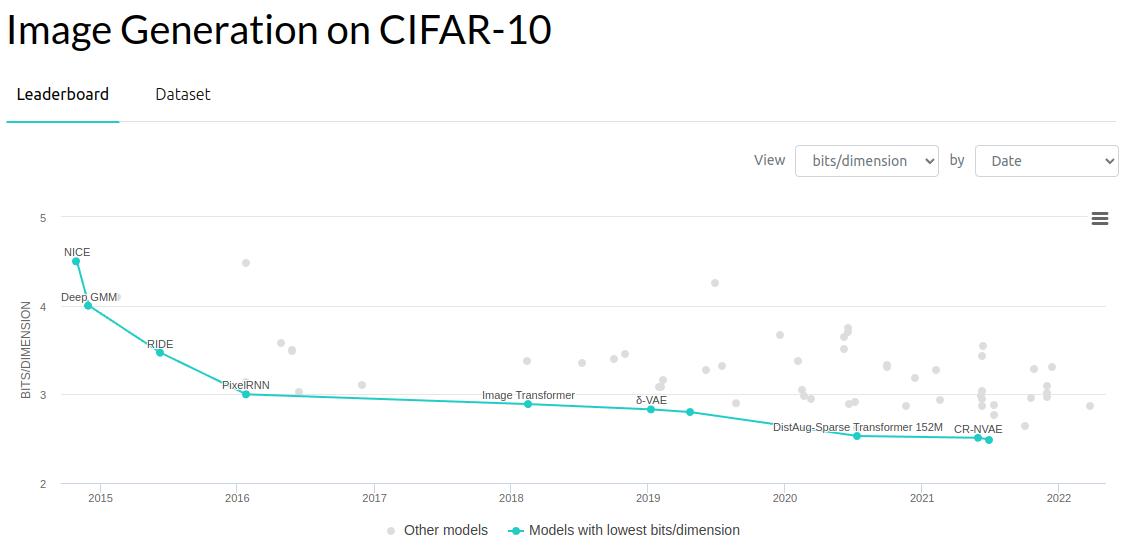 Image Generation on CIFAR-10
Leaderboard Dataset
View bits/dimension by Date
BITS/DIMENSION
5
4
3
2
NICE
Deep GMM
RIDE
PixelRNN
Image Transformer
δ-VAE
DistAug-Sparse Transformer 152M
CR-NVAE
2015 2016 2017 2018 2019 2020 2021 2022
Other models Models with lowest bits/dimension